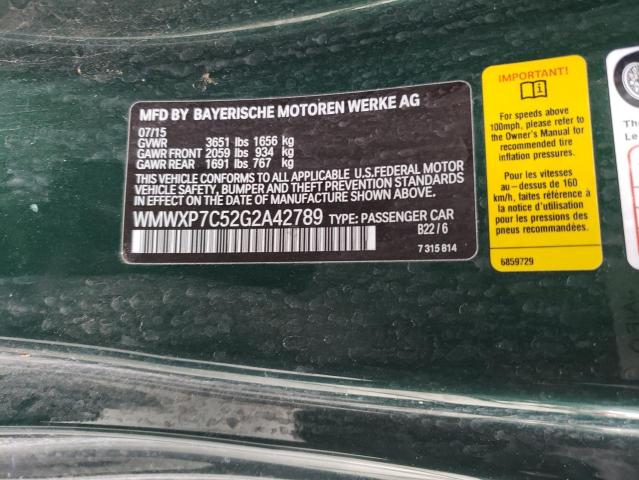 MFD BY BAYERISCHE MOTOREN WERKE AG
07/15
GVWR 3651 lbs 1656 kg
GAWR FRONT 2059 lbs 934 kg
GAWR REAR 1691 lbs 767 kg
THIS VEHICLE CONFORMS TO ALL APPLICABLE U.S.FEDERAL MOTOR
VEHICLE SAFETY, BUMPER AND THEFT PREVENTION STANDARDS
IN EFFECT ON THE DATE OF MANUFACTURE SHOWN ABOVE.
WMWXP7C52G2A42789 TYPE: PASSENGER CAR
B22/6
7 315 814
IMPORTANT!
For speeds above
100mph, please refer to
the Owner's Manual for
recommended tire
inflation pressures.
Pour les vitesses
au-dessus de 160
km/h, faites référence à
la notice d'utilisation
pour les pressions des
pneus recommandées.
6859729
The
Le